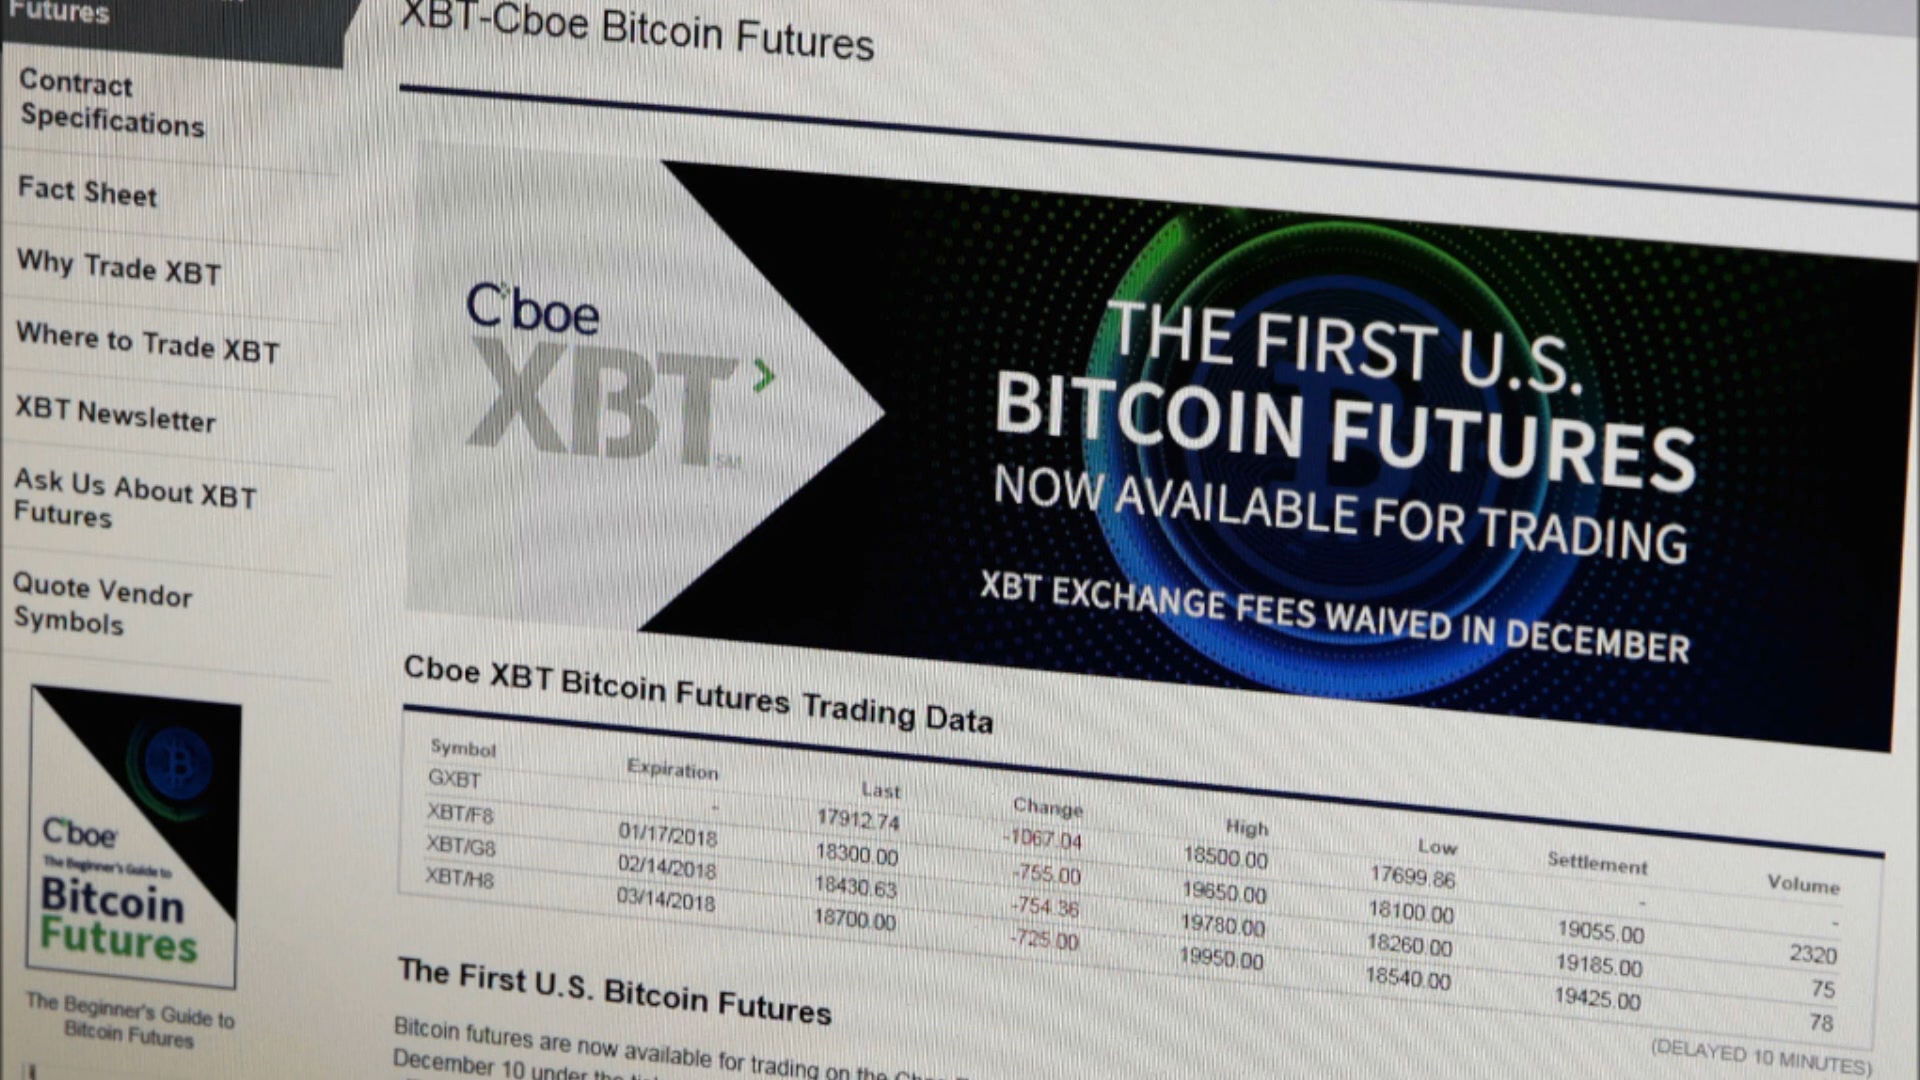 Futures
Contract
Specifications
Fact Sheet
Why Trade XBT
Where to Trade XBT
XBT Newsletter
Ask Us About XBT
Futures
Quote Vendor
Symbols
Cboe
The Beginner's Guide to
Bitcoin
Futures
The Beginner's Guide to
Bitcoin Futures
XBT-Cboe Bitcoin Futures
Cboe
XBT SM
THE FIRST U.S.
BITCOIN FUTURES
NOW AVAILABLE FOR TRADING
XBT EXCHANGE FEES WAIVED IN DECEMBER
Cboe XBT Bitcoin Futures Trading Data
Symbol Expiration Last Change High Low Settlement Volume
GXBT - 17912.74 -1067.04 18500.00 17699.86 - -
XBT/F8 01/17/2018 18300.00 -755.00 19650.00 18100.00 19055.00 2320
XBT/G8 02/14/2018 18430.63 -754.36 19780.00 18260.00 19185.00 75
XBT/H8 03/14/2018 18700.00 -725.00 19950.00 18540.00 19425.00 78
(DELAYED 10 MINUTES)
The First U.S. Bitcoin Futures
Bitcoin futures are now available for trading on the
December 10 under the